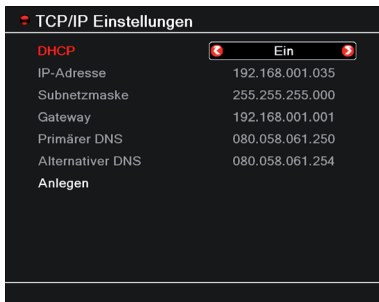 TCP/IP Einstellungen
DHCP Ein
IP-Adresse 192.168.001.035
Subnetzmaske 255.255.255.000
Gateway 192.168.001.001
Primärer DNS 080.058.061.250
Alternativer DNS 080.058.061.254
Anlegen